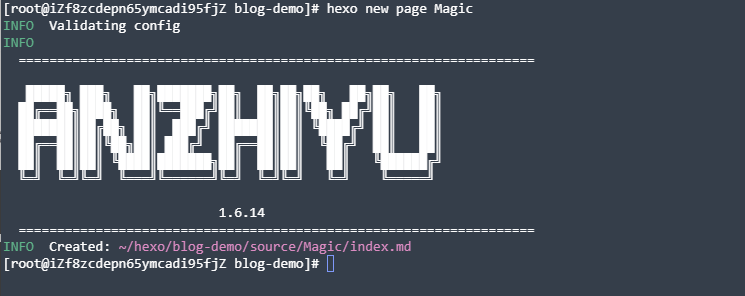 [root@iZf8zcdepn65ymcadi95fjZ blog-demo]# hexo new page Magic
INFO  Validating config
INFO
===================================================================
ANZHIYU
1.6.14
===================================================================
INFO  Created: ~/hexo/blog-demo/source/Magic/index.md
[root@iZf8zcdepn65ymcadi95fjZ blog-demo]#